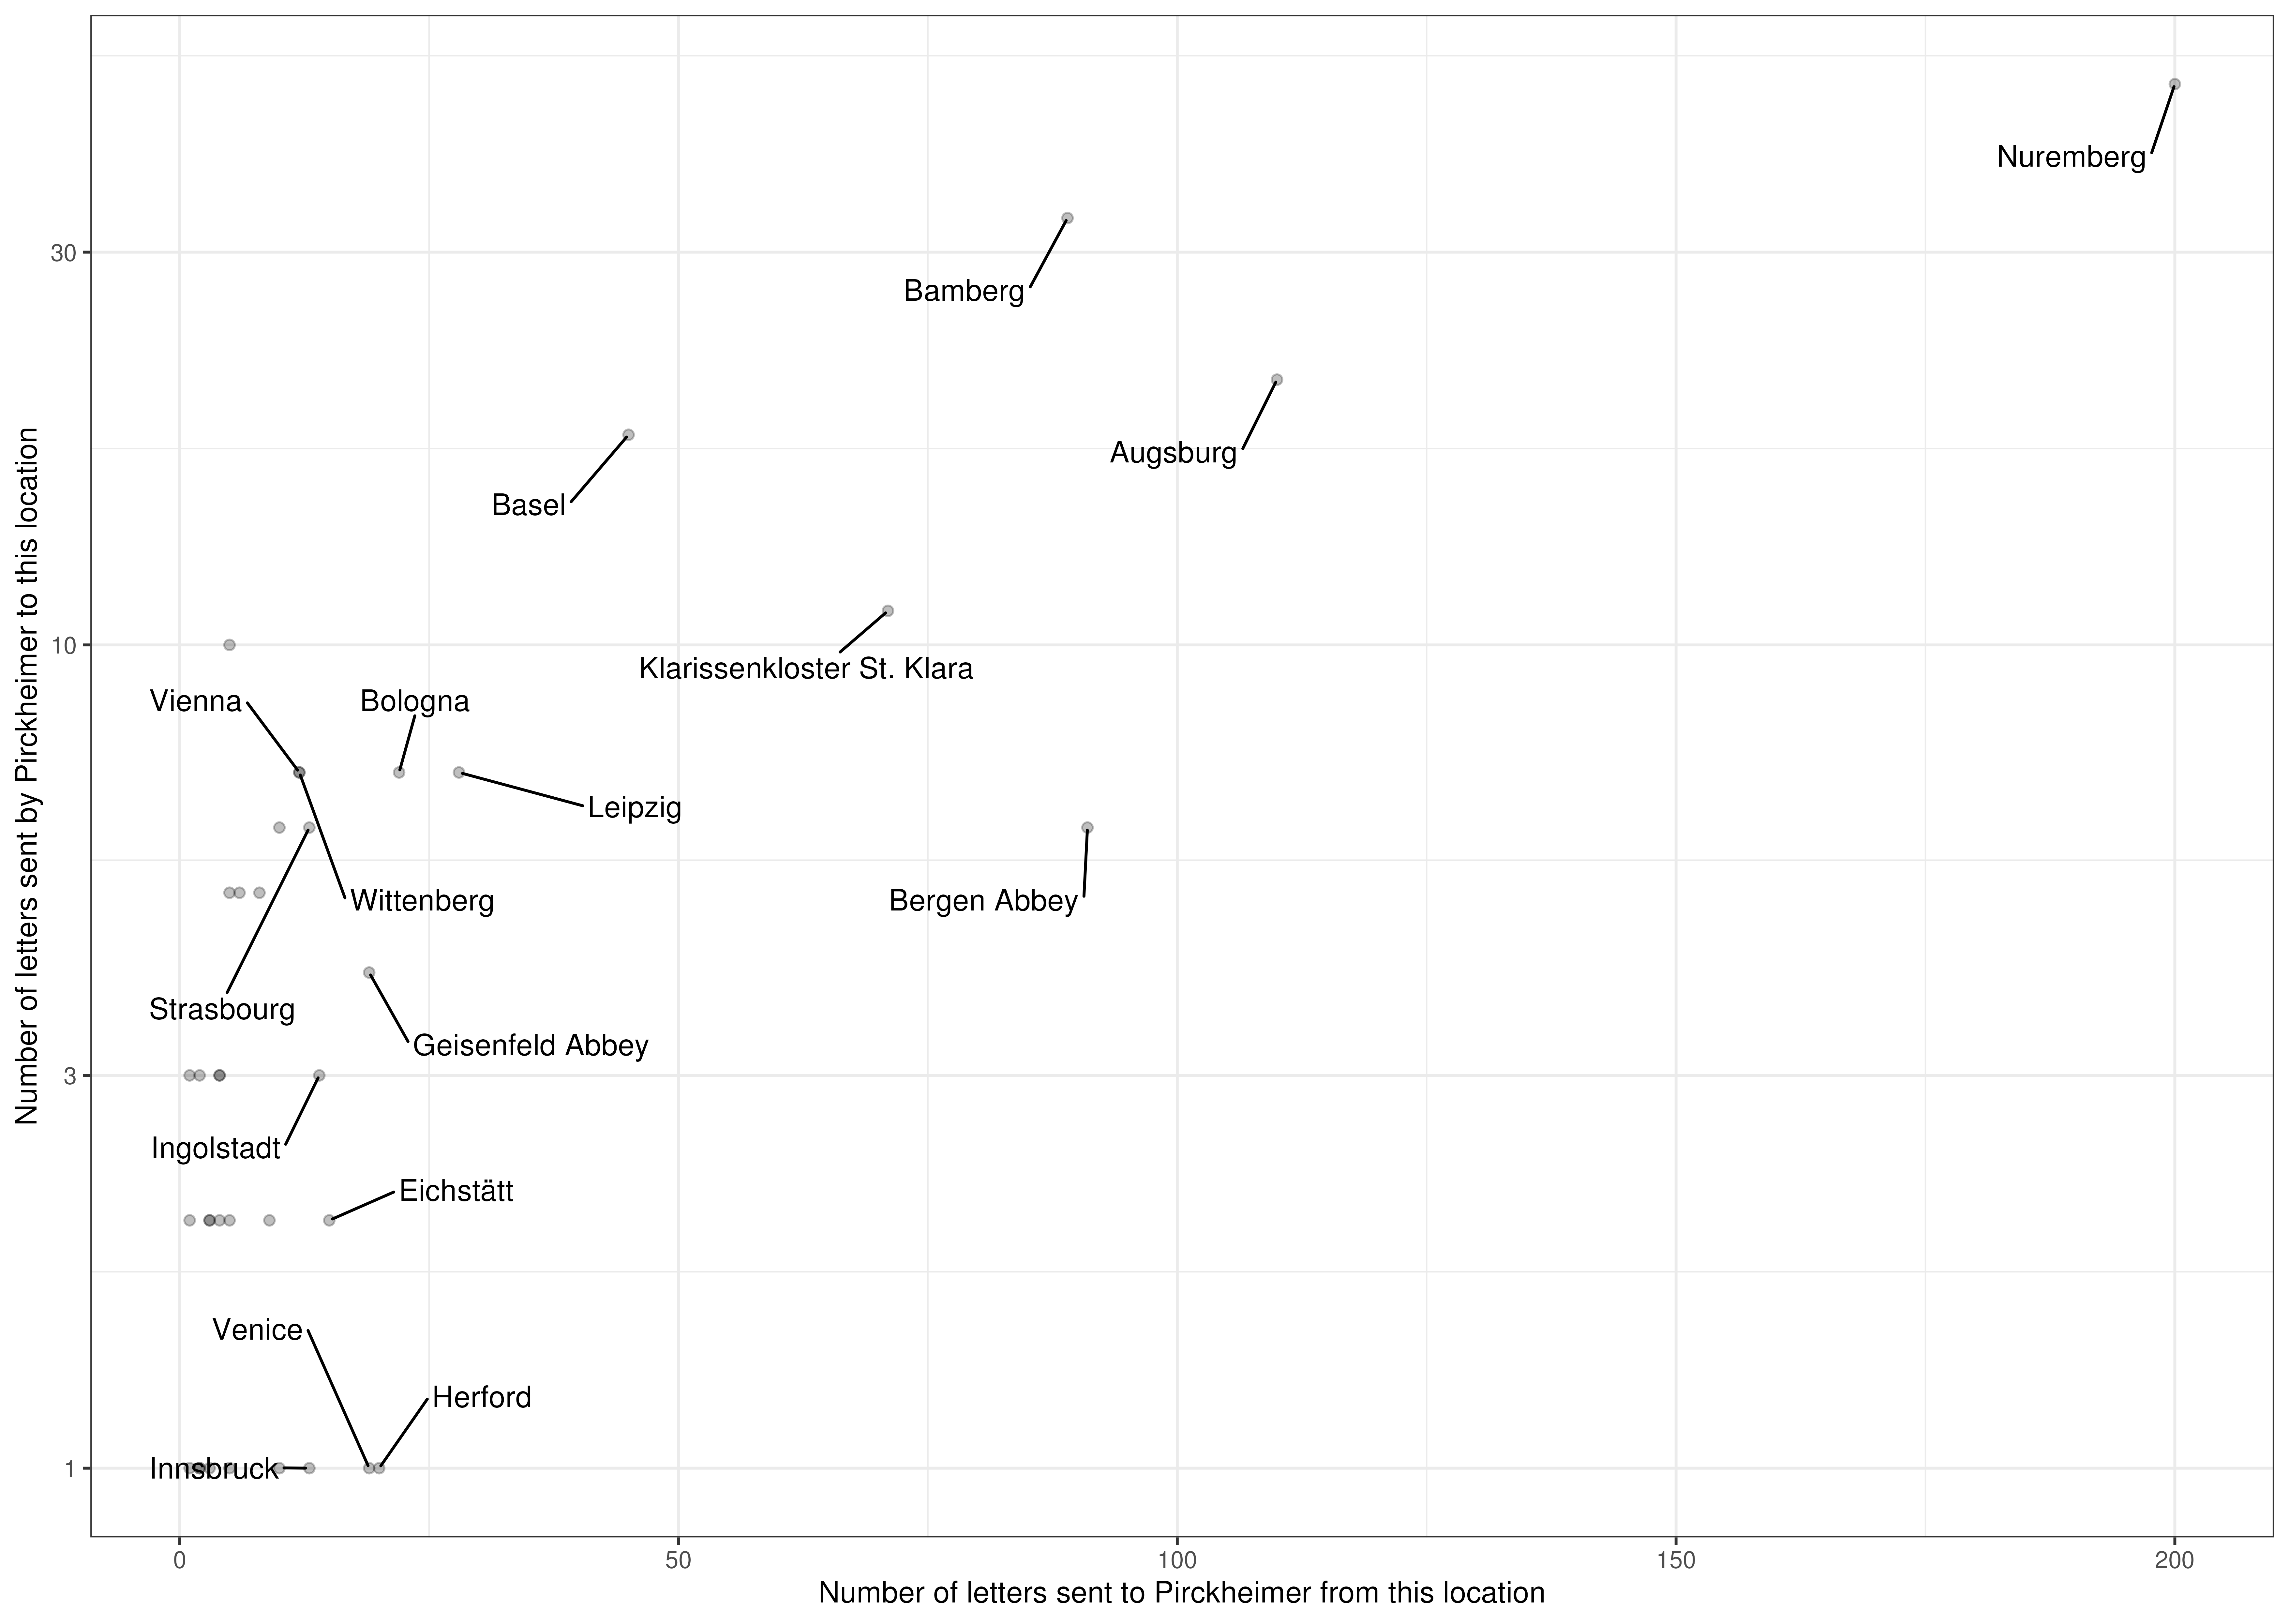 Nuremberg
30
Bamberg
Augsburg
Basel
Number of letters sent by Pirckheimer to this location
10
Klarissenkloster St. Klara
Vienna
Bologna
Leipzig
Wittenberg
Bergen Abbey
Strasbourg
Geisenfeld Abbey
3
Ingolstadt
Eichstätt
Venice
Herford
1
Innsbruck
0
50
100
150
200
Number of letters sent to Pirckheimer from this location